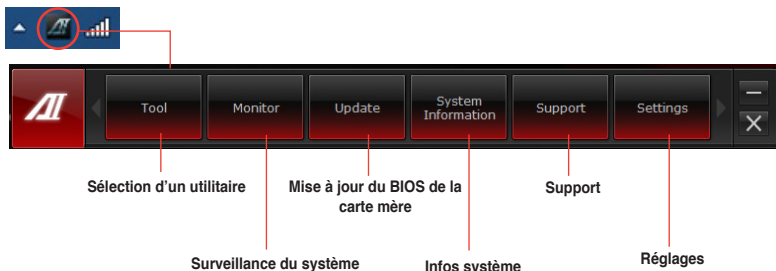 Tool Monitor Update System Information Support Settings
Sélection d'un utilitaire
Mise à jour du BIOS de la
carte mère
Support
Surveillance du système
Infos système
Réglages